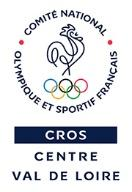 COMITÉ NATIONAL
OLYMPIQUE ET SPORTIF FRANÇAIS
CROS
CENTRE
VAL DE LOIRE